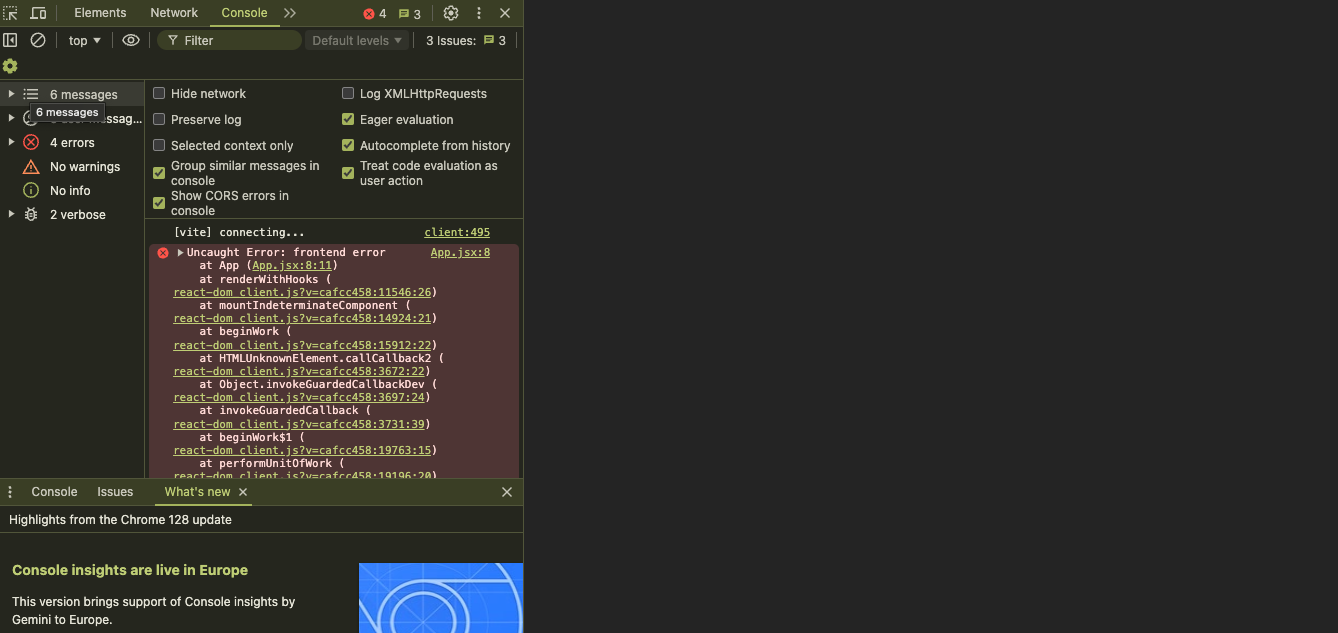 Elements Network Console 4 3
top Filter Default levels 3 Issues: 3
6 messages
6 messages
4 errors
No warnings
No info
2 verbose
Hide network Log XMLHttpRequests
Preserve log Eager evaluation
Selected context only Autocomplete from history
Group similar messages in console Treat code evaluation as user action
Show CORS errors in console
[vite] connecting... client:495
Uncaught Error: frontend error App.jsx:8
at App (App.jsx:8:11)
at renderWithHooks (
react-dom_client.js?v=cafcc458:11546:26)
at mountIndeterminateComponent (
react-dom_client.js?v=cafcc458:14924:21)
at beginWork (
react-dom_client.js?v=cafcc458:15912:22)
at HTMLUnknownElement.callCallback2 (
react-dom_client.js?v=cafcc458:3672:22)
at Object.invokeGuardedCallbackDev (
react-dom_client.js?v=cafcc458:3697:24)
at invokeGuardedCallback (
react-dom_client.js?v=cafcc458:3731:39)
at beginWork$1 (
react-dom_client.js?v=cafcc458:19763:15)
at performUnitOfWork (
react-dom_client.js?v=cafcc458:19196:20)
Console Issues What's new
Highlights from the Chrome 128 update
Console insights are live in Europe
This version brings support of Console insights by
Gemini to Europe.